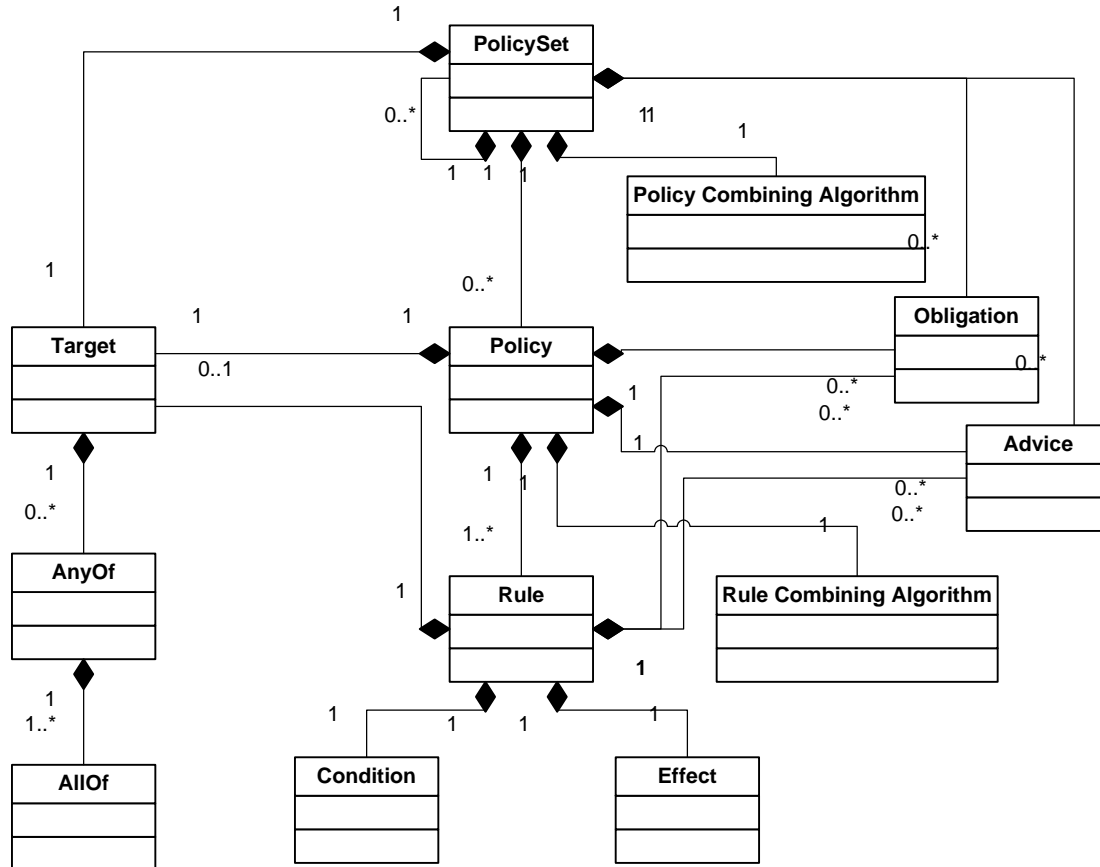 1
PolicySet
0..*
11
1
1
1
1
Policy Combining Algorithm
0..*
1
0..*
Obligation
1
1
Target
Policy
0..1
0..*
0..*
1
0..*
Advice
1
1
1
1
0..*
0..*
0..*
1..*
1
AnyOf
1
Rule
Rule Combining Algorithm
1
1
1..*
1
1
1
1
Condition
Effect
AllOf